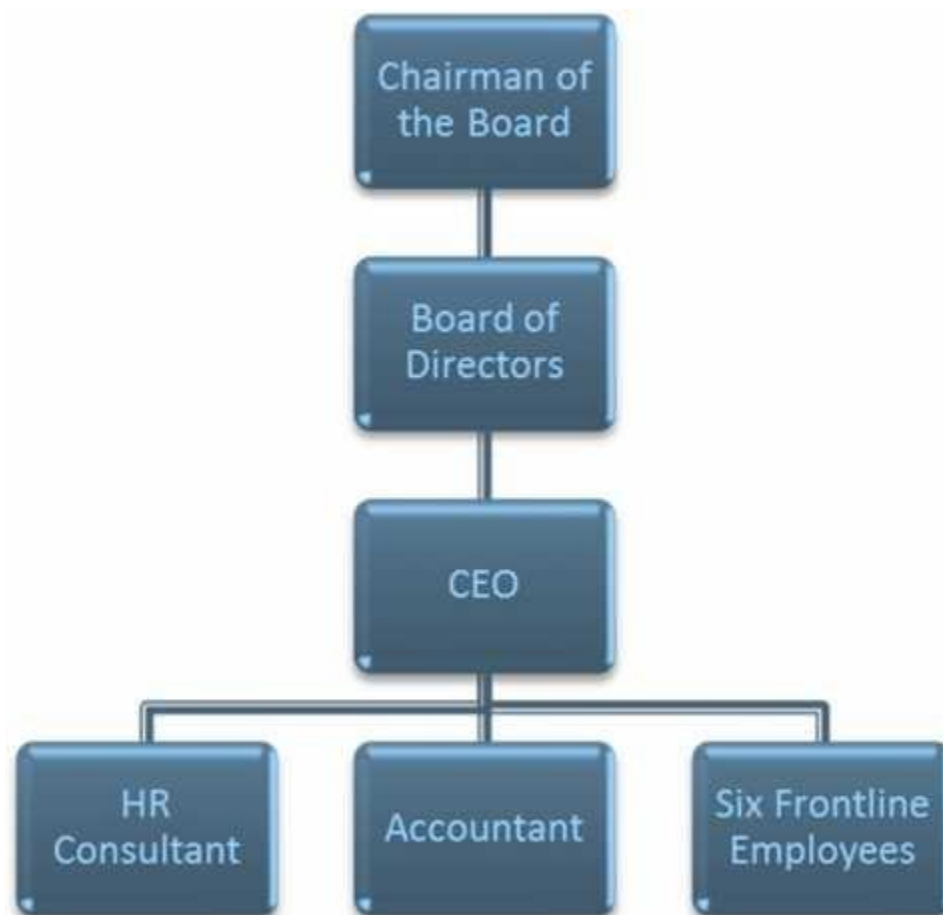 Chairman of
the Board
Board of
Directors
CEO
HR
Consultant
Accountant
Six Frontline
Employees